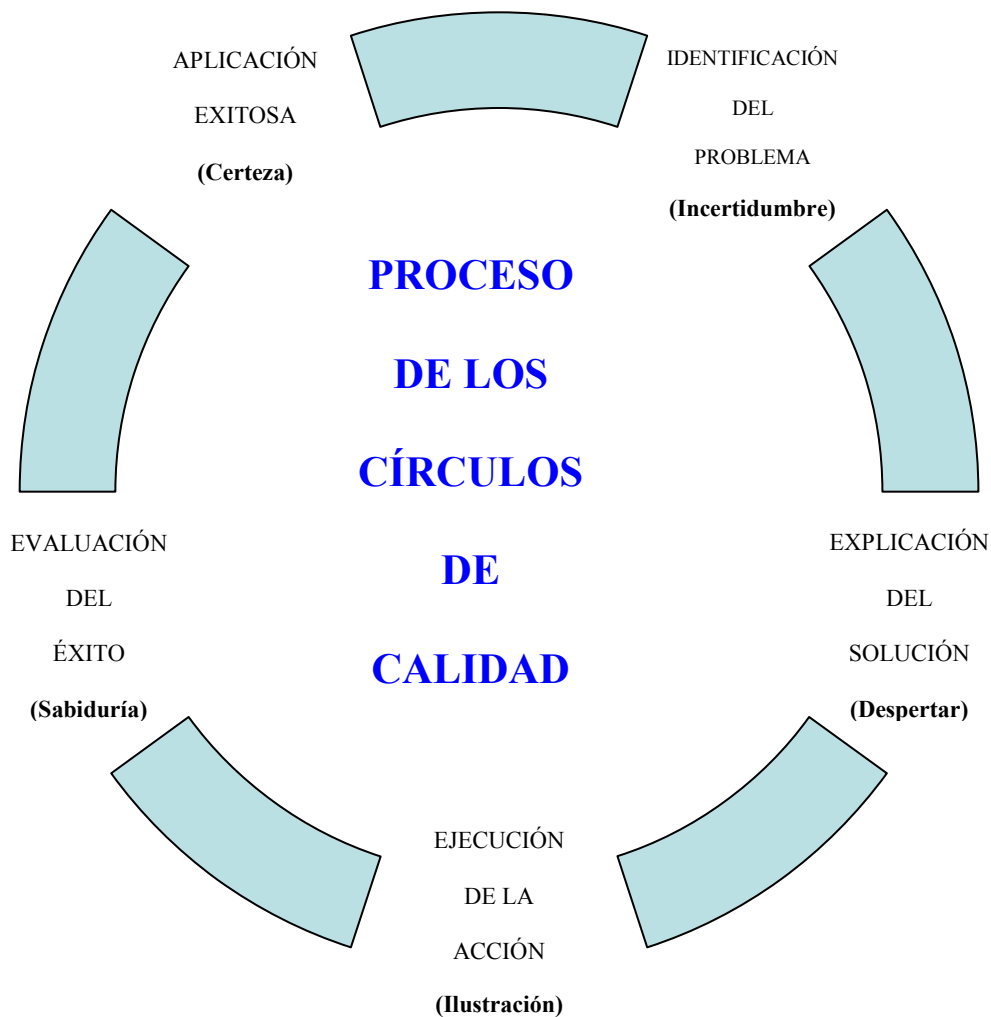 APLICACIÓN
EXITOSA
(Certeza)
IDENTIFICACIÓN
DEL
PROBLEMA
(Incertidumbre)
PROCESO
DE LOS
CÍRCULOS
DE
CALIDAD
EVALUACIÓN
DEL
ÉXITO
(Sabiduría)
EXPLICACIÓN
DEL
SOLUCIÓN
(Despertar)
EJECUCIÓN
DE LA
ACCIÓN
(Ilustración)